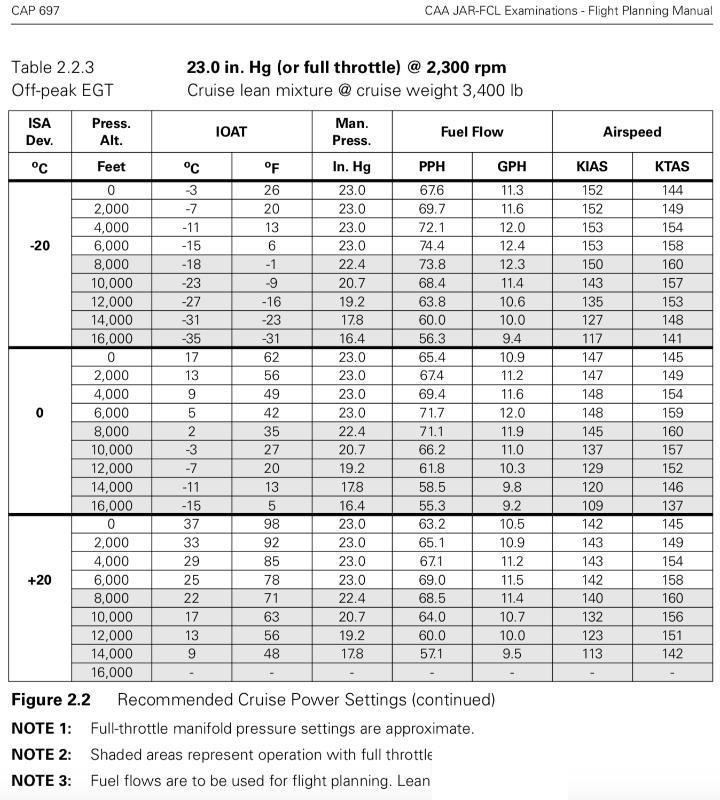 CAP 697 CAA JAR-FCL Examinations - Flight Planning Manual
Table 2.2.3 23.0 in. Hg (or full throttle) @ 2,300 rpm
Off-peak EGT Cruise lean mixture @ cruise weight 3,400 lb
ISA Dev. Press. Alt. IOAT Man. Press. Fuel Flow Airspeed
ºC Feet ºC ºF In. Hg PPH GPH KIAS KTAS
0 -3 26 23.0 67.6 11.3 152 144
2,000 -7 20 23.0 69.7 11.6 152 149
4,000 -11 13 23.0 72.1 12.0 153 154
-20 6,000 -15 6 23.0 74.4 12.4 153 158
8,000 -18 -1 22.4 73.8 12.3 150 160
10,000 -23 -9 20.7 68.4 11.4 143 157
12,000 -27 -16 19.2 63.8 10.6 135 153
14,000 -31 -23 17.8 60.0 10.0 127 148
16,000 -35 -31 16.4 56.3 9.4 117 141
0 17 62 23.0 65.4 10.9 147 145
2,000 13 56 23.0 67.4 11.2 147 149
4,000 9 49 23.0 69.4 11.6 148 154
0 6,000 5 42 23.0 71.7 12.0 148 159
8,000 2 35 22.4 71.1 11.9 145 160
10,000 -3 27 20.7 66.2 11.0 137 157
12,000 -7 20 19.2 61.8 10.3 129 152
14,000 -11 13 17.8 58.5 9.8 120 146
16,000 -15 5 16.4 55.3 9.2 109 137
0 37 98 23.0 63.2 10.5 142 145
2,000 33 92 23.0 65.1 10.9 143 149
4,000 29 85 23.0 67.1 11.2 143 154
+20 6,000 25 78 23.0 69.0 11.5 142 158
8,000 22 71 22.4 68.5 11.4 140 160
10,000 17 63 20.7 64.0 10.7 132 156
12,000 13 56 19.2 60.0 10.0 123 151
14,000 9 48 17.8 57.1 9.5 113 142
16,000 - - - - - - -
Figure 2.2 Recommended Cruise Power Settings (continued)
NOTE 1: Full-throttle manifold pressure settings are approximate.
NOTE 2: Shaded areas represent operation with full throttle
NOTE 3: Fuel flows are to be used for flight planning. Lean